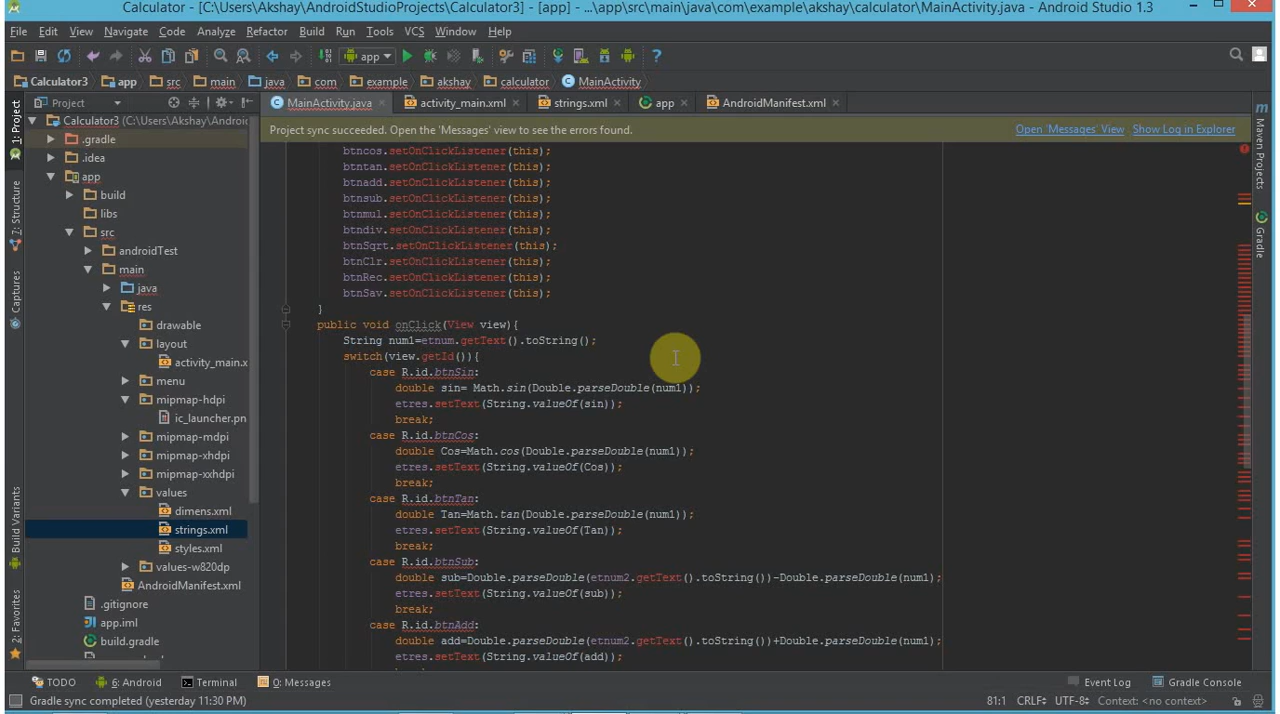 Calculator - [C:\Users\Akshay\AndroidStudioProjects\Calculator3] - [app] - ...\app\src\main\java\com\example\akshay\calculator\MainActivity.java - Android Studio 1.3
File Edit View Navigate Code Analyze Refactor Build Run Tools VCS Window Help
app
Calculator3 app src main java com example akshay calculator MainActivity
Project
MainActivity.java activity_main.xml strings.xml app AndroidManifest.xml
Project sync succeeded. Open the 'Messages' view to see the errors found. Open 'Messages' View Show Log in Explorer
1: Project
7: Structure
Captures
Build Variants
2: Favorites
Calculator3 (C:\Users\Akshay\Androic
.gradle
.idea
app
build
libs
src
androidTest
main
java
res
drawable
layout
activity_main.x
menu
mipmap-hdpi
ic_launcher.pn
mipmap-mdpi
mipmap-xhdpi
mipmap-xxhdpi
values
dimens.xml
strings.xml
styles.xml
values-w820dp
AndroidManifest.xml
.gitignore
app.iml
build.gradle
btncos.setOnClickListener(this);
btntan.setOnClickListener(this);
btnadd.setOnClickListener(this);
btnsub.setOnClickListener(this);
btnmul.setOnClickListener(this);
btndiv.setOnClickListener(this);
btnSqrt.setOnClickListener(this);
btnClr.setOnClickListener(this);
btnRec.setOnClickListener(this);
btnSav.setOnClickListener(this);
}
public void onClick(View view){
String num1=etnum.getText().toString();
switch(view.getId()){
case R.id.btnSin:
double sin= Math.sin(Double.parseDouble(num1));
etres.setText(String.valueOf(sin));
break;
case R.id.btnCos:
double Cos=Math.cos(Double.parseDouble(num1));
etres.setText(String.valueOf(Cos));
break;
case R.id.btnTan:
double Tan=Math.tan(Double.parseDouble(num1));
etres.setText(String.valueOf(Tan));
break;
case R.id.btnSub:
double sub=Double.parseDouble(etnum2.getText().toString())-Double.parseDouble(num1);
etres.setText(String.valueOf(sub));
break;
case R.id.btnAdd:
double add=Double.parseDouble(etnum2.getText().toString())+Double.parseDouble(num1);
etres.setText(String.valueOf(add));
Maven Projects
Gradle
TODO 6: Android Terminal 0: Messages Event Log Gradle Console
Gradle sync completed (yesterday 11:30 PM) 81:1 CRLF UTF-8 Context: <no context>